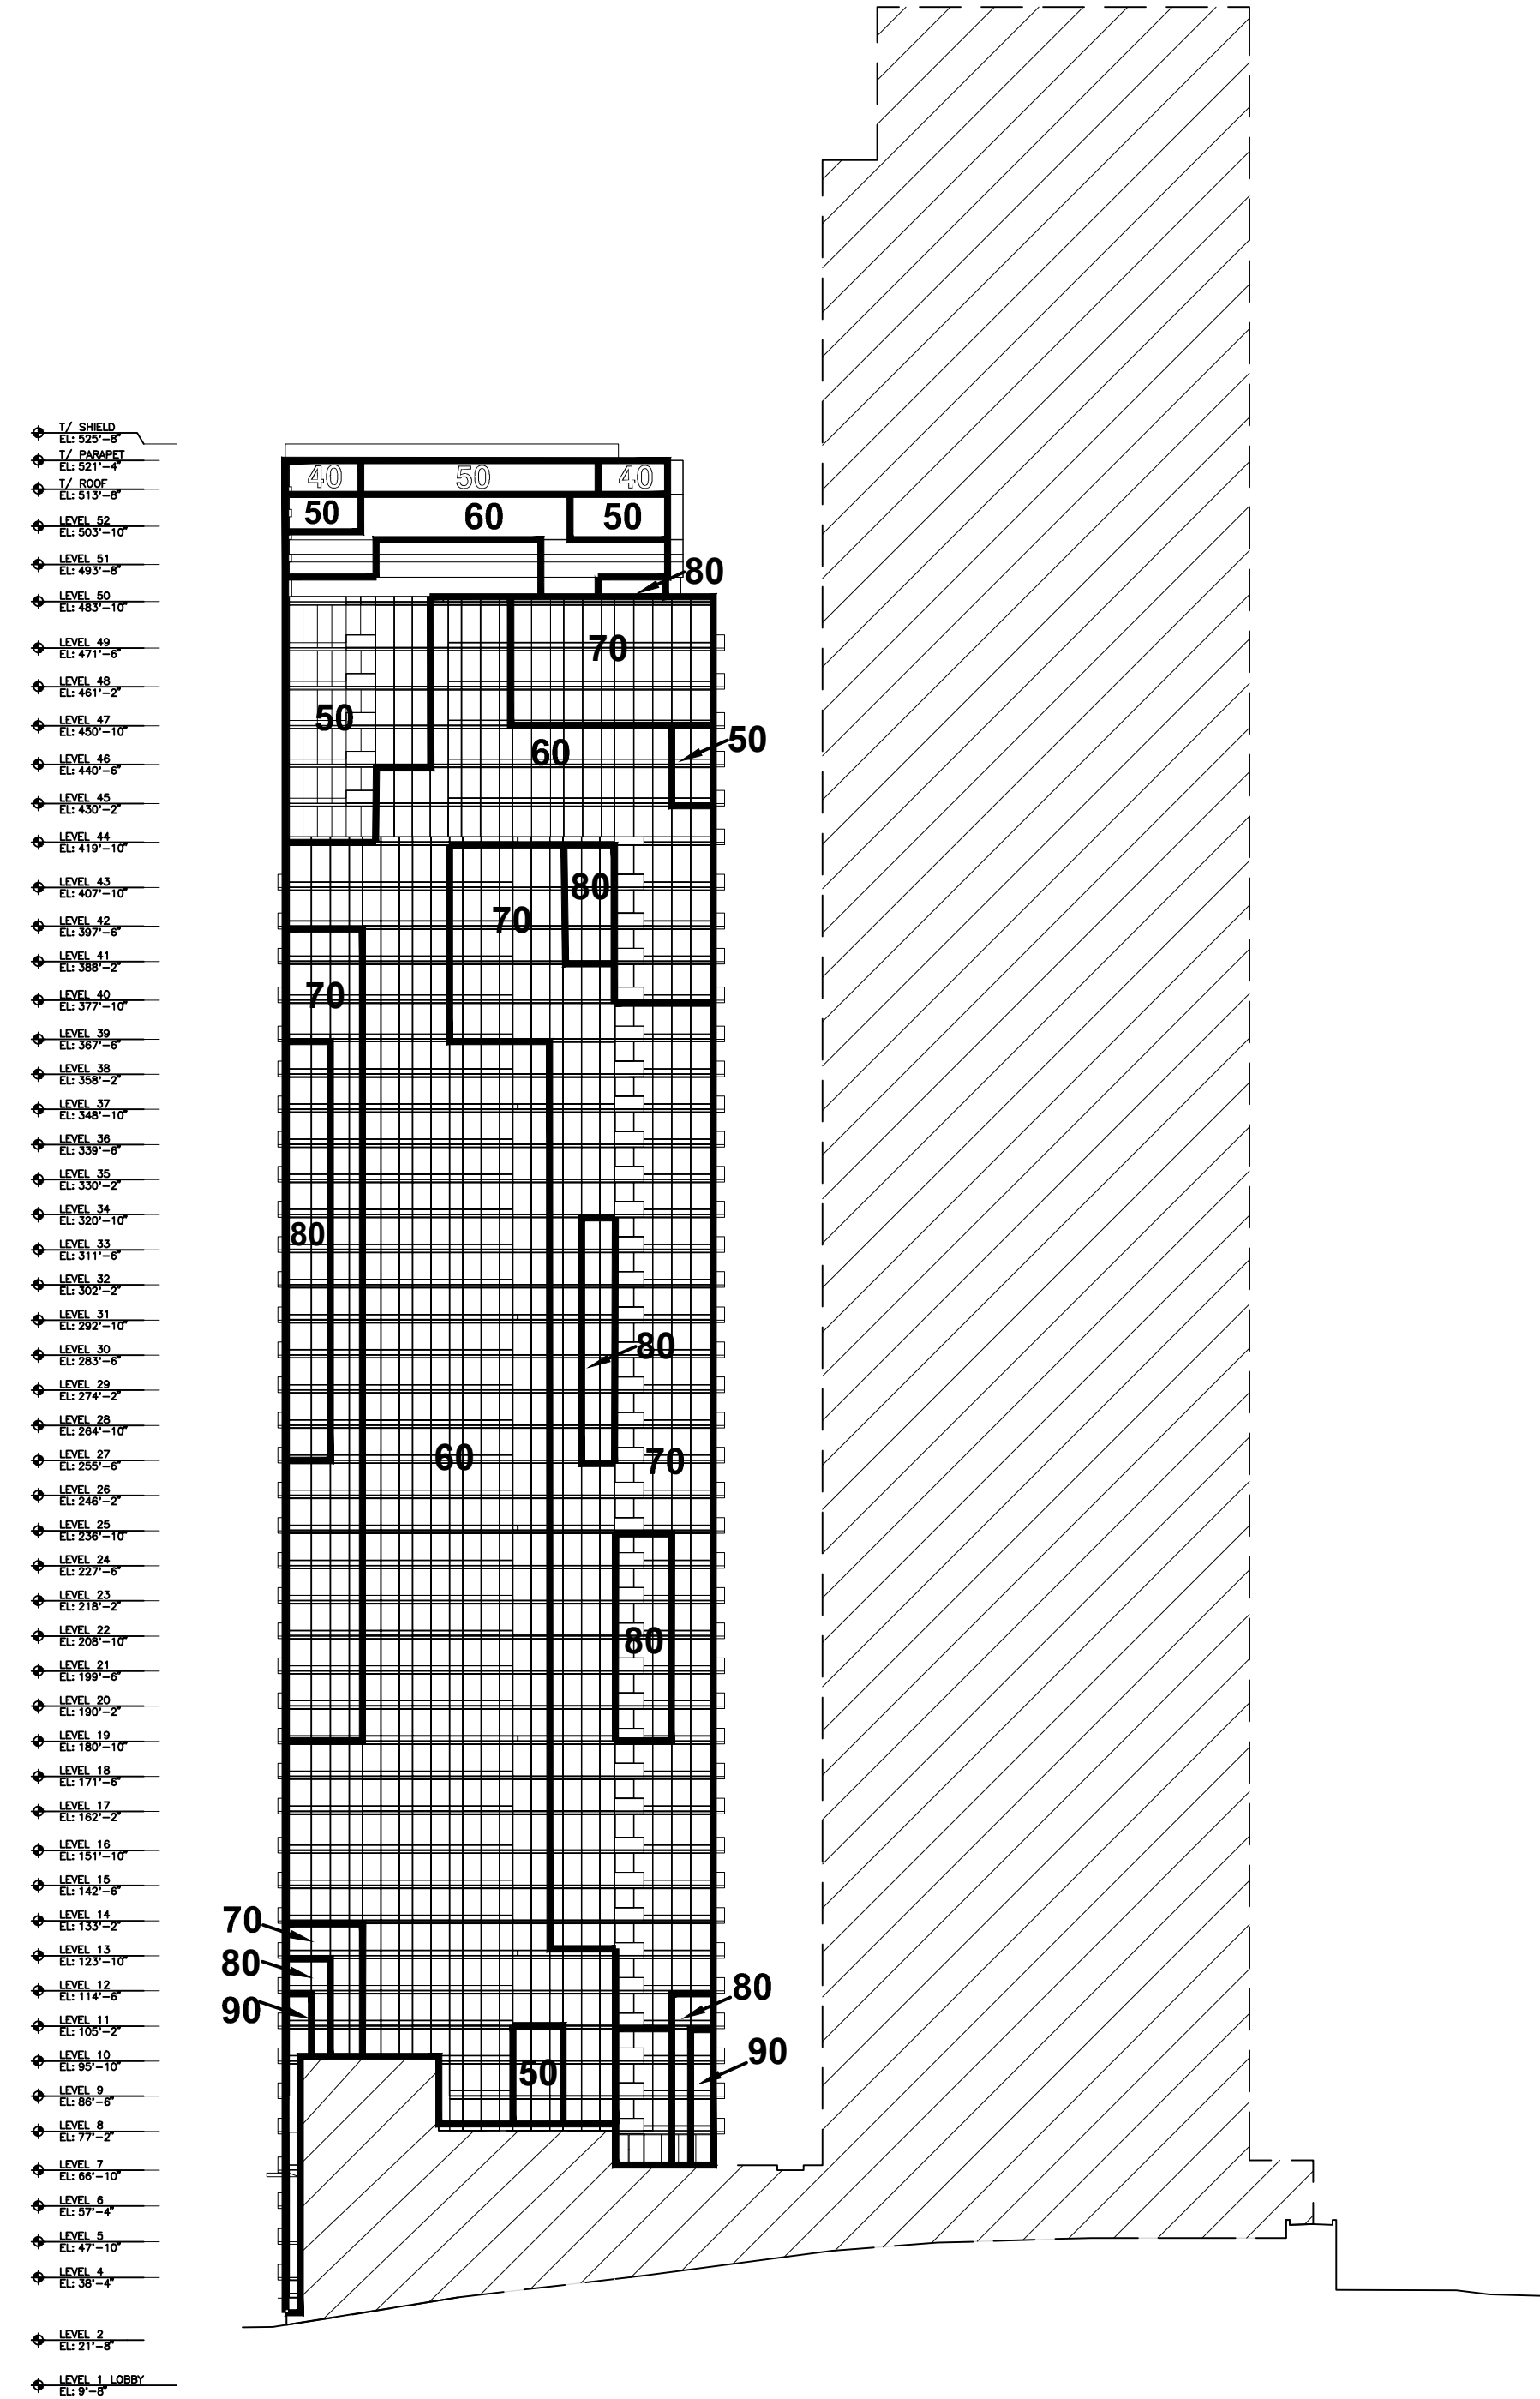 T/ SHIELD
EL: 525'-8"
T/ PARAPET
EL: 521'-4"
T/ ROOF
EL: 513'-8"
LEVEL 52
EL: 503'-10"
LEVEL 51
EL: 493'-8"
LEVEL 50
EL: 483'-10"
LEVEL 49
EL: 471'-6"
LEVEL 48
EL: 461'-2"
LEVEL 47
EL: 450'-10"
LEVEL 46
EL: 440'-6"
LEVEL 45
EL: 430'-2"
LEVEL 44
EL: 419'-10"
LEVEL 43
EL: 407'-10"
LEVEL 42
EL: 397'-6"
LEVEL 41
EL: 388'-2"
LEVEL 40
EL: 377'-10"
LEVEL 39
EL: 367'-6"
LEVEL 38
EL: 358'-2"
LEVEL 37
EL: 348'-10"
LEVEL 36
EL: 339'-6"
LEVEL 35
EL: 330'-2"
LEVEL 34
EL: 320'-10"
LEVEL 33
EL: 311'-6"
LEVEL 32
EL: 302'-2"
LEVEL 31
EL: 292'-10"
LEVEL 30
EL: 283'-6"
LEVEL 29
EL: 274'-2"
LEVEL 28
EL: 264'-10"
LEVEL 27
EL: 255'-6"
LEVEL 26
EL: 246'-2"
LEVEL 25
EL: 236'-10"
LEVEL 24
EL: 227'-6"
LEVEL 23
EL: 218'-2"
LEVEL 22
EL: 208'-10"
LEVEL 21
EL: 199'-6"
LEVEL 20
EL: 190'-2"
LEVEL 19
EL: 180'-10"
LEVEL 18
EL: 171'-6"
LEVEL 17
EL: 162'-2"
LEVEL 16
EL: 151'-10"
LEVEL 15
EL: 142'-6"
LEVEL 14
EL: 133'-2"
LEVEL 13
EL: 123'-10"
LEVEL 12
EL: 114'-6"
LEVEL 11
EL: 105'-2"
LEVEL 10
EL: 95'-10"
LEVEL 9
EL: 86'-6"
LEVEL 8
EL: 77'-2"
LEVEL 7
EL: 66'-10"
LEVEL 6
EL: 57'-4"
LEVEL 5
EL: 47'-10"
LEVEL 4
EL: 38'-4"
LEVEL 2
EL: 21'-8"
LEVEL 1 LOBBY
EL: 9'-8"
40 50 40
50 60 50
80
70
50
50
60
80
70
70
80
80
60
70
80
70
80
80
90
90
50